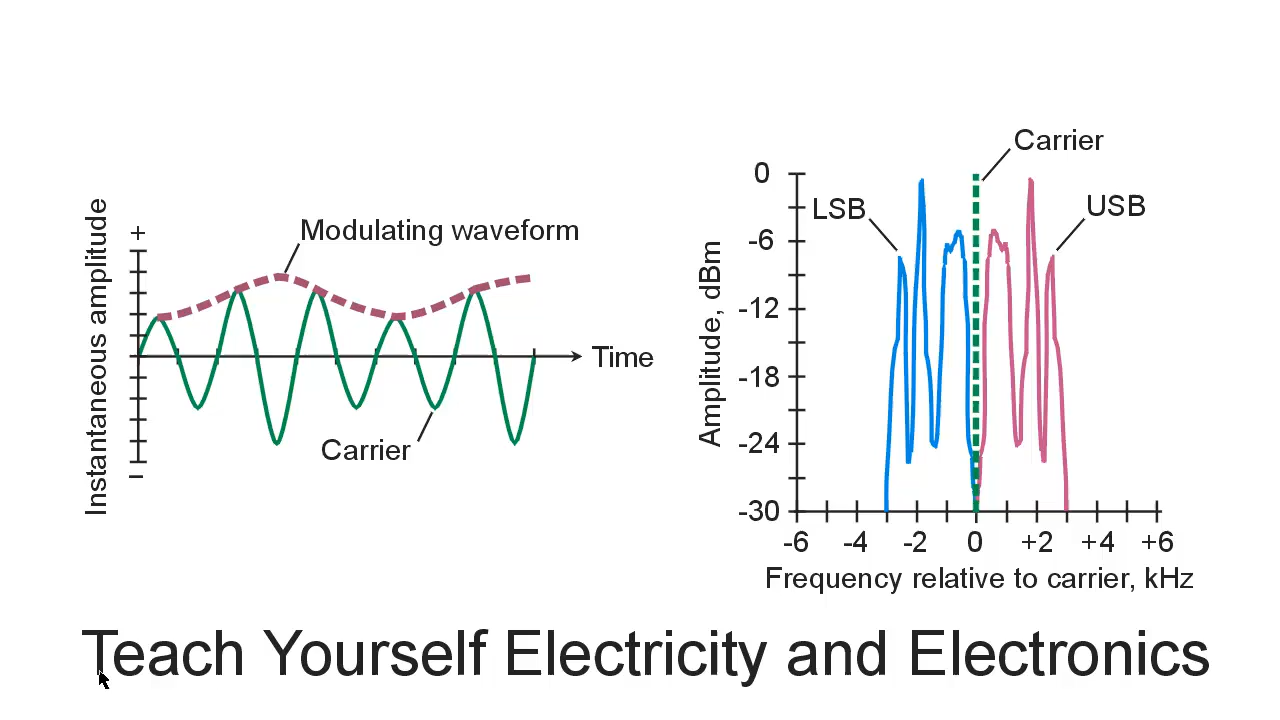 Instantaneous amplitude
+
–
Modulating waveform
Carrier
Time
Carrier
LSB
USB
Amplitude, dBm
0
-6
-12
-18
-24
-30
-6 -4 -2 0 +2 +4 +6
Frequency relative to carrier, kHz
Teach Yourself Electricity and Electronics